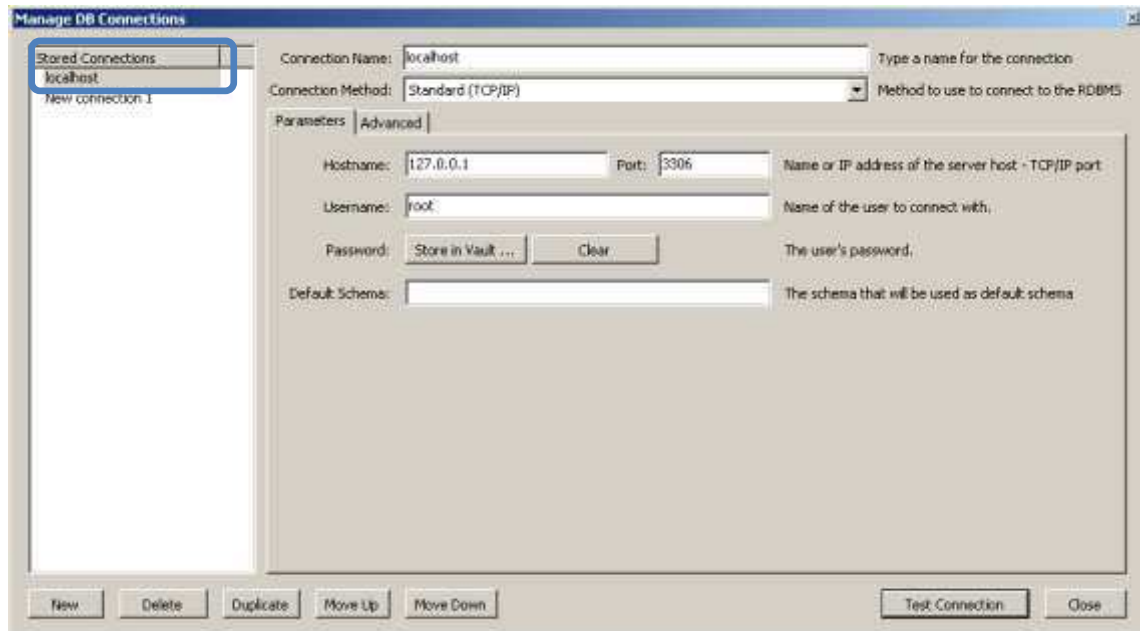 Manage DB Connections
Stored Connections
localhost
New connection 1
Connection Name: localhost Type a name for the connection
Connection Method: Standard (TCP/IP) Method to use to connect to the RDBMS
Parameters Advanced
Hostname: 127.0.0.1 Port: 3306 Name or IP address of the server host - TCP/IP port
Username: root Name of the user to connect with.
Password: Store in Vault ... Clear The user's password.
Default Schema: The schema that will be used as default schema
New Delete Duplicate Move Up Move Down Test Connection Close